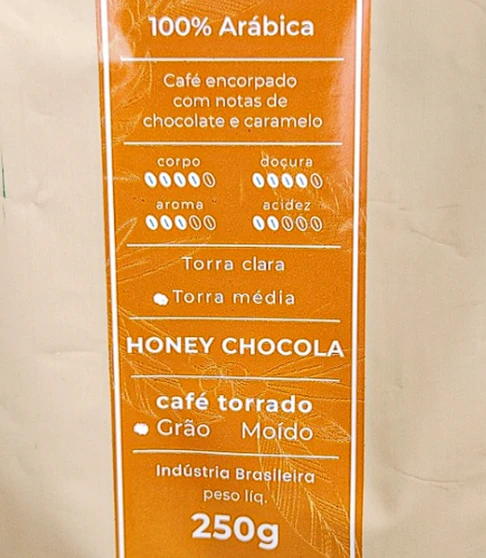 100% Arábica
Café encorpado
com notas de
chocolate e caramelo
corpo doçura
aroma acidez
Torra clara
Torra média
HONEY CHOCOLA
café torrado
Grão Moído
Indústria Brasileira
peso líq.
250g